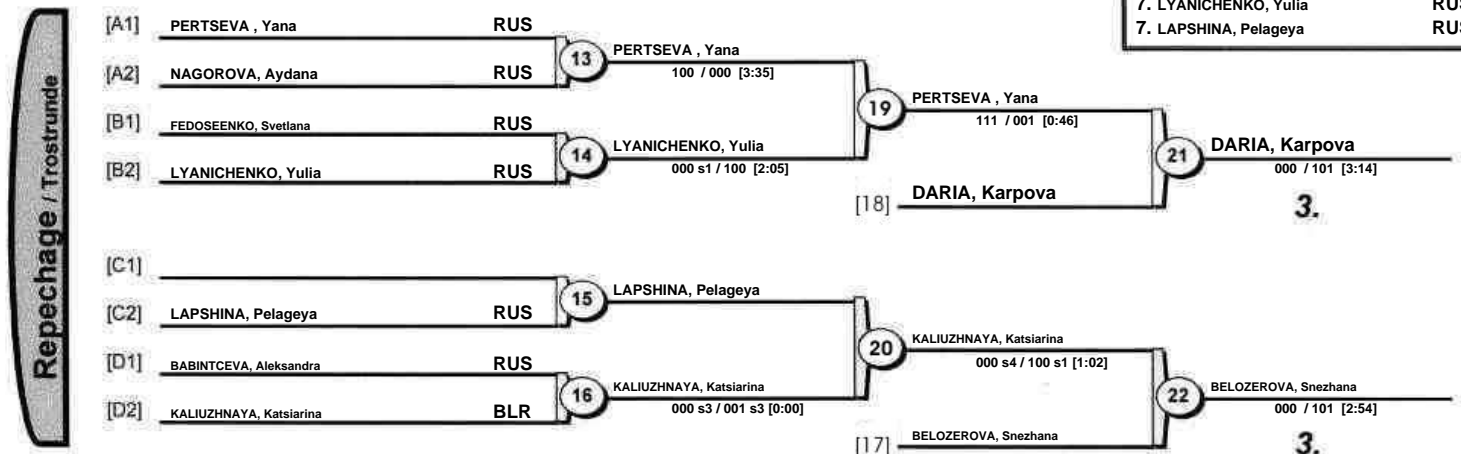 7. LYANICHENKO, Yulia RUS
7. LAPSHINA, Pelageya RUS
Repechage / Trostrunde
[A1] PERTSEVA , Yana RUS
[A2] NAGOROVA, Aydana RUS
13 PERTSEVA , Yana
100 / 000 [3:35]
[B1] FEDOSEENKO, Svetlana RUS
[B2] LYANICHENKO, Yulia RUS
14 LYANICHENKO, Yulia
000 s1 / 100 [2:05]
19 PERTSEVA , Yana
111 / 001 [0:46]
[18] DARIA, Karpova
21 DARIA, Karpova
000 / 101 [3:14]
3.
[C1]
[C2] LAPSHINA, Pelageya RUS
15 LAPSHINA, Pelageya
[D1] BABINTCEVA, Aleksandra RUS
[D2] KALIUZHNAYA, Katsiarina BLR
16 KALIUZHNAYA, Katsiarina
000 s3 / 001 s3 [0:00]
20 KALIUZHNAYA, Katsiarina
000 s4 / 100 s1 [1:02]
[17] BELOZEROVA, Snezhana
22 BELOZEROVA, Snezhana
000 / 101 [2:54]
3.